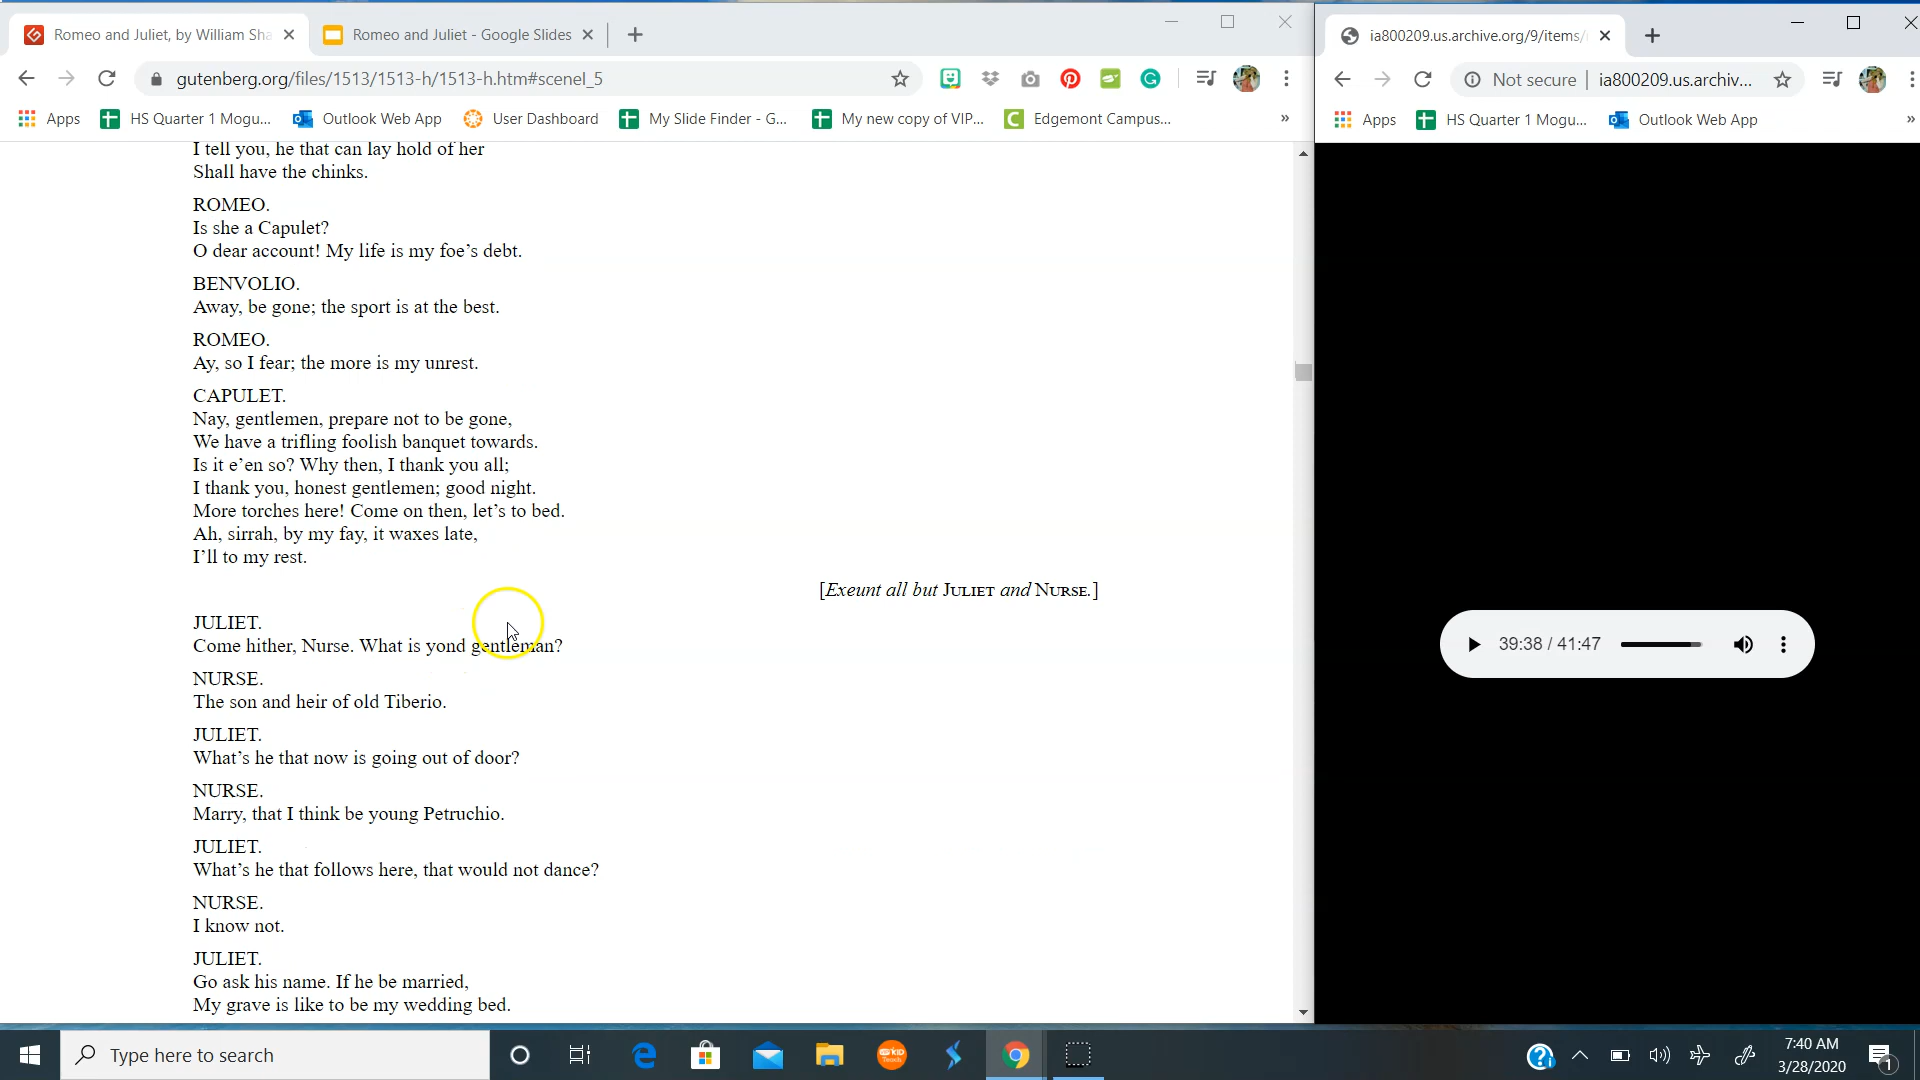 Romeo and Juliet, by William Sha
Romeo and Juliet - Google Slides
gutenberg.org/files/1513/1513-h/1513-h.htm#sceneI_5
Apps
HS Quarter 1 Mogu...
Outlook Web App
User Dashboard
My Slide Finder - G...
My new copy of VIP...
Edgemont Campus...
»
I tell you, he that can lay hold of her
Shall have the chinks.
ROMEO.
Is she a Capulet?
O dear account! My life is my foe’s debt.
BENVOLIO.
Away, be gone; the sport is at the best.
ROMEO.
Ay, so I fear; the more is my unrest.
CAPULET.
Nay, gentlemen, prepare not to be gone,
We have a trifling foolish banquet towards.
Is it e’en so? Why then, I thank you all;
I thank you, honest gentlemen; good night.
More torches here! Come on then, let’s to bed.
Ah, sirrah, by my fay, it waxes late,
I’ll to my rest.
[Exeunt all but JULIET and NURSE.]
JULIET.
Come hither, Nurse. What is yond gentleman?
NURSE.
The son and heir of old Tiberio.
JULIET.
What’s he that now is going out of door?
NURSE.
Marry, that I think be young Petruchio.
JULIET.
What’s he that follows here, that would not dance?
NURSE.
I know not.
JULIET.
Go ask his name. If he be married,
My grave is like to be my wedding bed.
ia800209.us.archive.org/9/items/
Not secure | ia800209.us.archiv...
Apps
HS Quarter 1 Mogu...
Outlook Web App
»
39:38 / 41:47
Type here to search
7:40 AM
3/28/2020
1